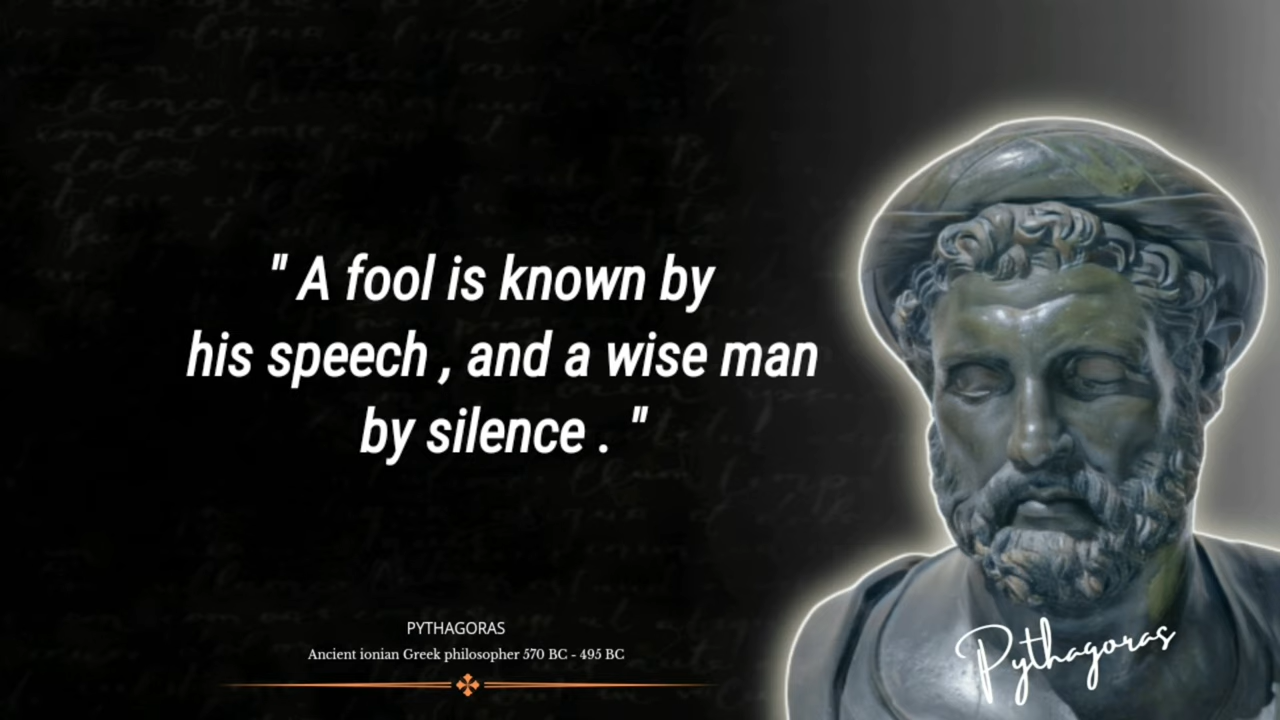 " A fool is known by
his speech , and a wise man
by silence . "
PYTHAGORAS
Ancient ionian Greek philosopher 570 BC - 495 BC
Pythagoras